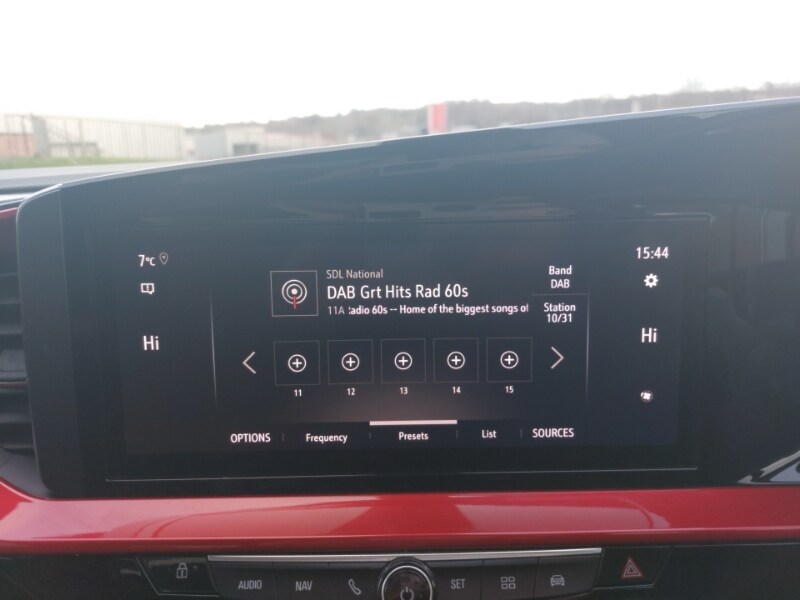 7°C
15:44
SDL National
DAB Grt Hits Rad 60s
11A :adio 60s -- Home of the biggest songs of
Band
DAB
Station
10/31
Hi
Hi
11 12 13 14 15
OPTIONS Frequency Presets List SOURCES
AUDIO NAV SET